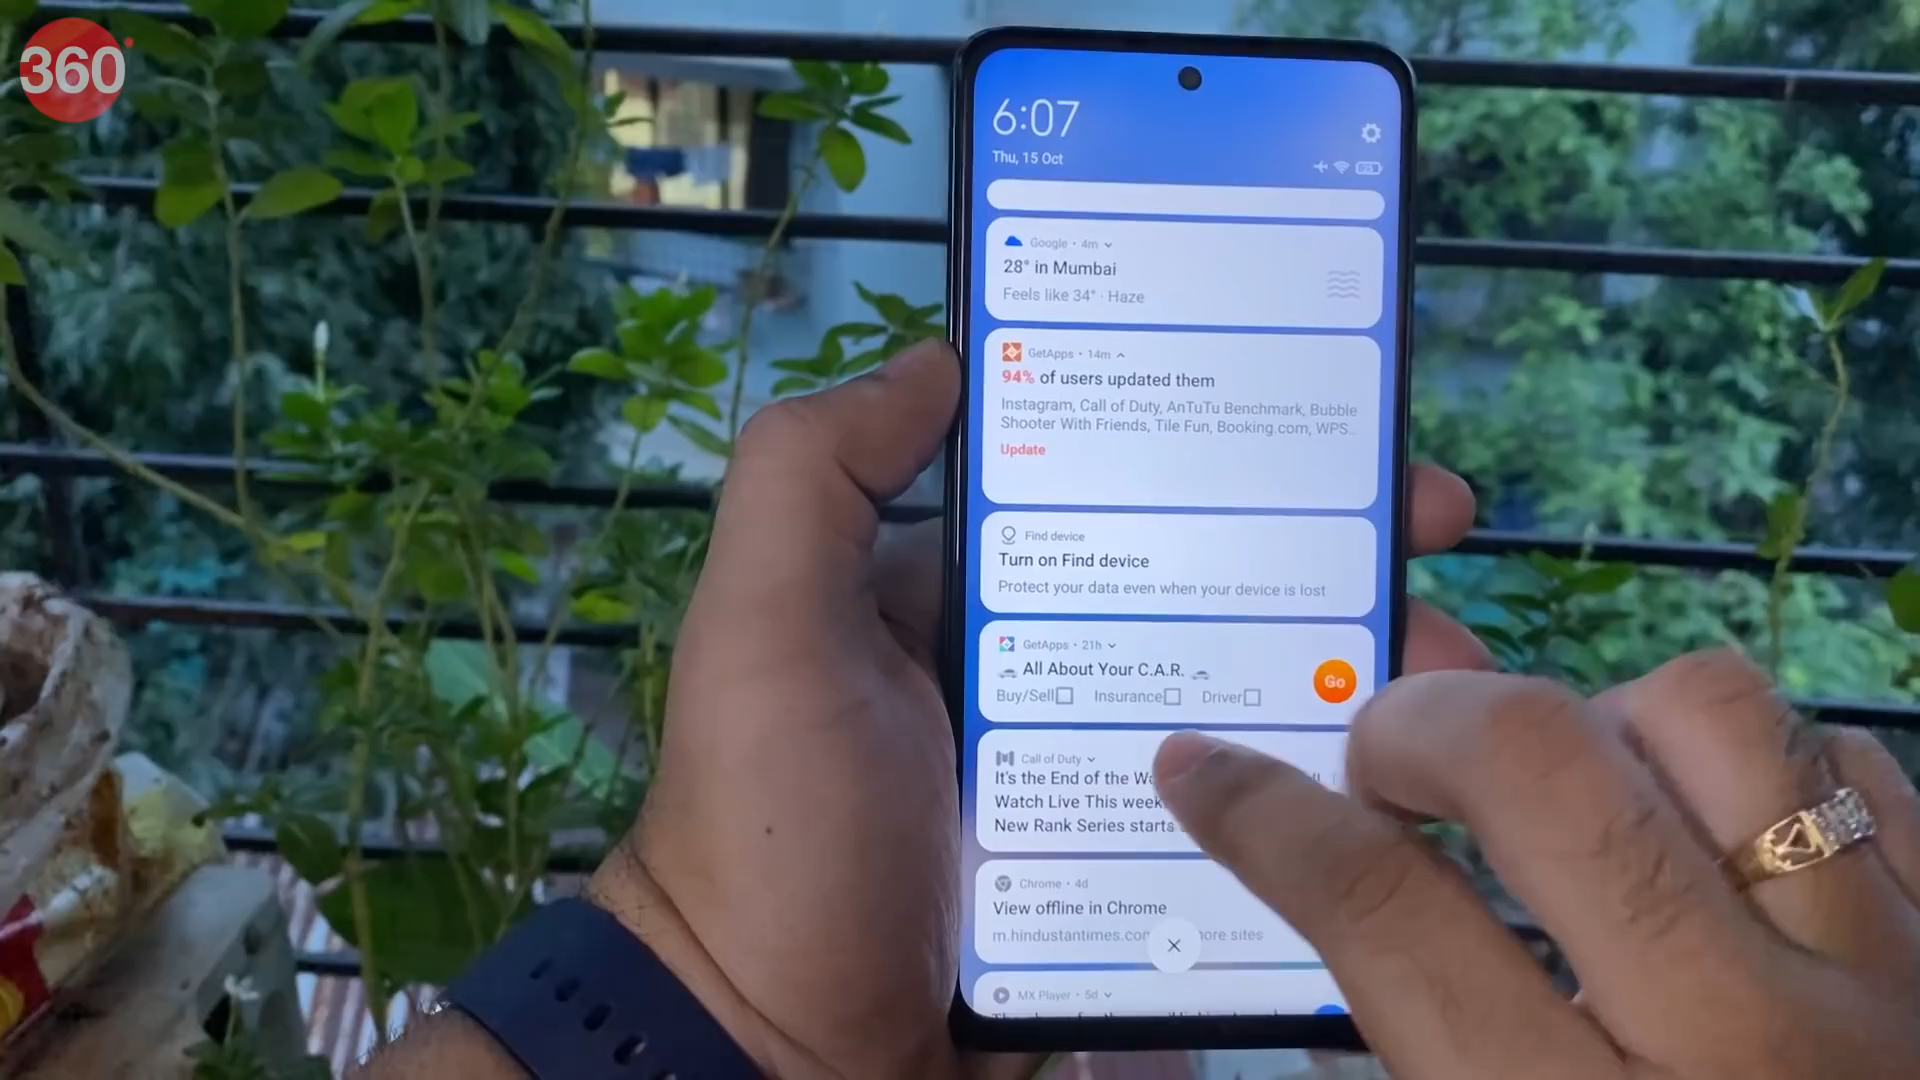 360
6:07
Thu, 15 Oct
Google • 4m
28° in Mumbai
Feels like 34° · Haze
GetApps • 14m
94% of users updated them
Instagram, Call of Duty, AnTuTu Benchmark, Bubble
Shooter With Friends, Tile Fun, Booking.com, WPS...
Update
Find device
Turn on Find device
Protect your data even when your device is lost
GetApps • 21h
All About Your C.A.R.
Buy/Sell Insurance Driver
Go
Call of Duty
It's the End of the
Watch Live This week
New Rank Series starts
Chrome • 4d
View offline in Chrome
m.hindustantimes.com sites
MX Player • 5d